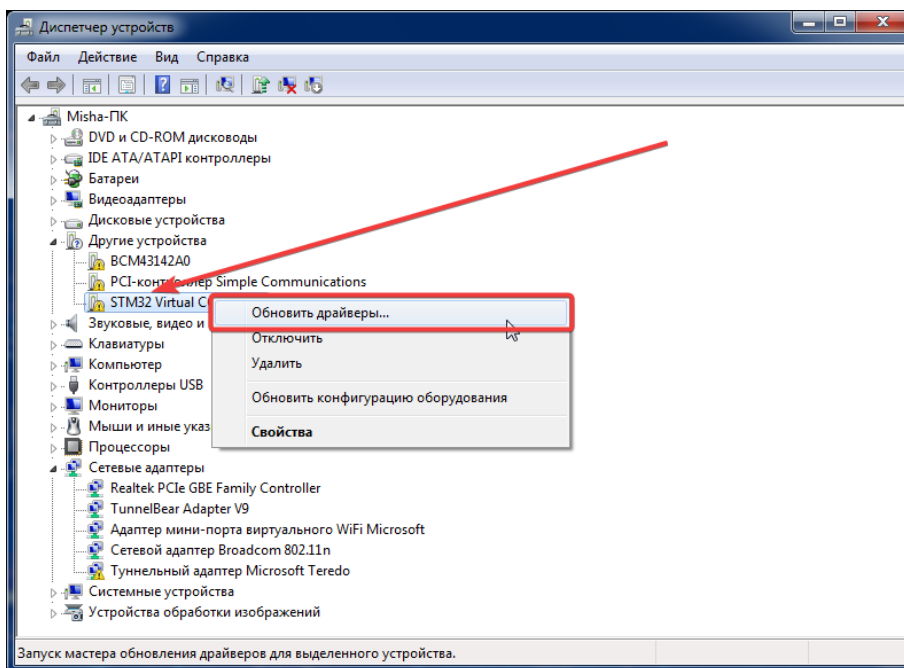 Диспетчер устройств
Файл Действие Вид Справка
Misha-ПК
DVD и CD-ROM дисководы
IDE ATA/ATAPI контроллеры
Батареи
Видеоадаптеры
Дисковые устройства
Другие устройства
BCM43142A0
PCI-контроллер Simple Communications
STM32 Virtual
Обновить драйверы...
Звуковые, видео и
Отключить
Клавиатуры
Компьютер
Удалить
Контроллеры USB
Обновить конфигурацию оборудования
Мониторы
Мыши и иные указ
Свойства
Процессоры
Сетевые адаптеры
Realtek PCIe GBE Family Controller
TunnelBear Adapter V9
Адаптер мини-порта виртуального WiFi Microsoft
Сетевой адаптер Broadcom 802.11n
Туннельный адаптер Microsoft Teredo
Системные устройства
Устройства обработки изображений
Запуск мастера обновления драйверов для выделенного устройства.